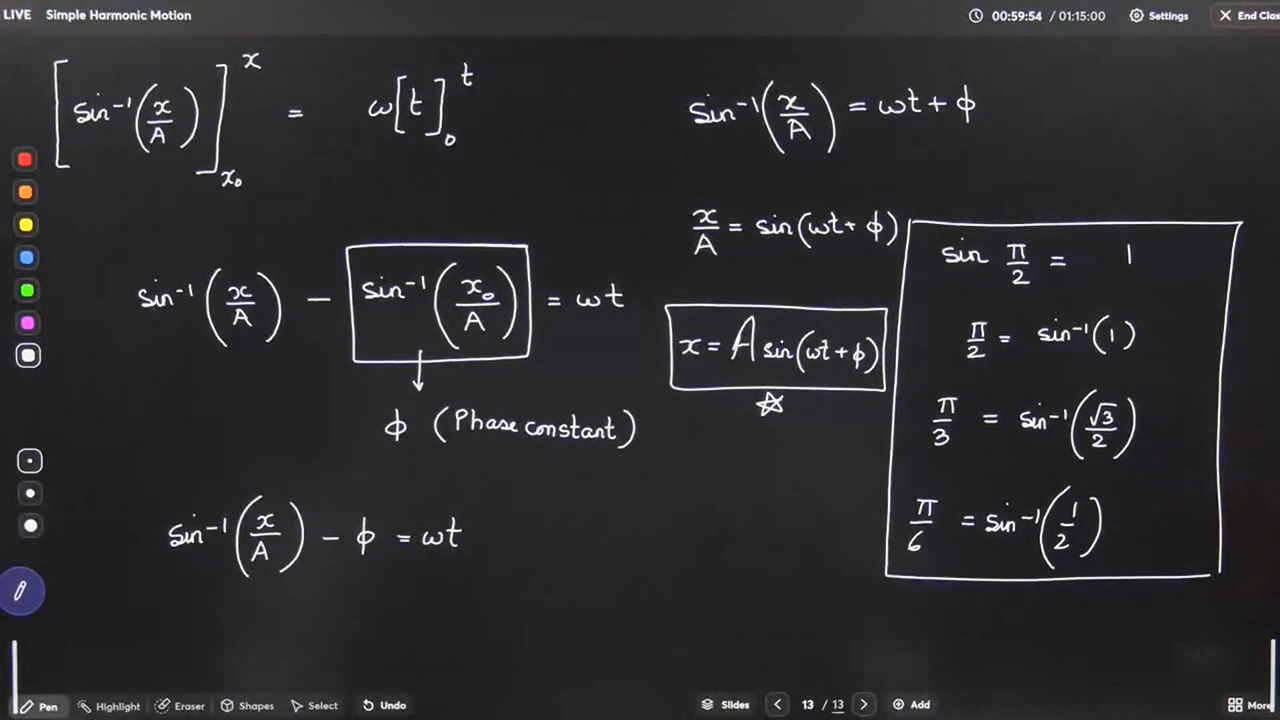 LIVE Simple Harmonic Motion
00:59:54 / 01:15:00 Settings End Clas
[sin⁻¹(x/A)]ₓ₀ˣ = ω[t]₀ᵗ
sin⁻¹(x/A) − sin⁻¹(x₀/A) = ωt
ϕ (Phase constant)
sin⁻¹(x/A) − ϕ = ωt
sin⁻¹(x/A) = ωt + ϕ
x/A = sin(ωt + ϕ)
x = A sin(ωt + ϕ)
☆
sin π/2 = 1
π/2 = sin⁻¹(1)
π/3 = sin⁻¹(√3/2)
π/6 = sin⁻¹(1/2)
Pen Highlight Eraser Shapes Select Undo Slides 13 / 13 Add More